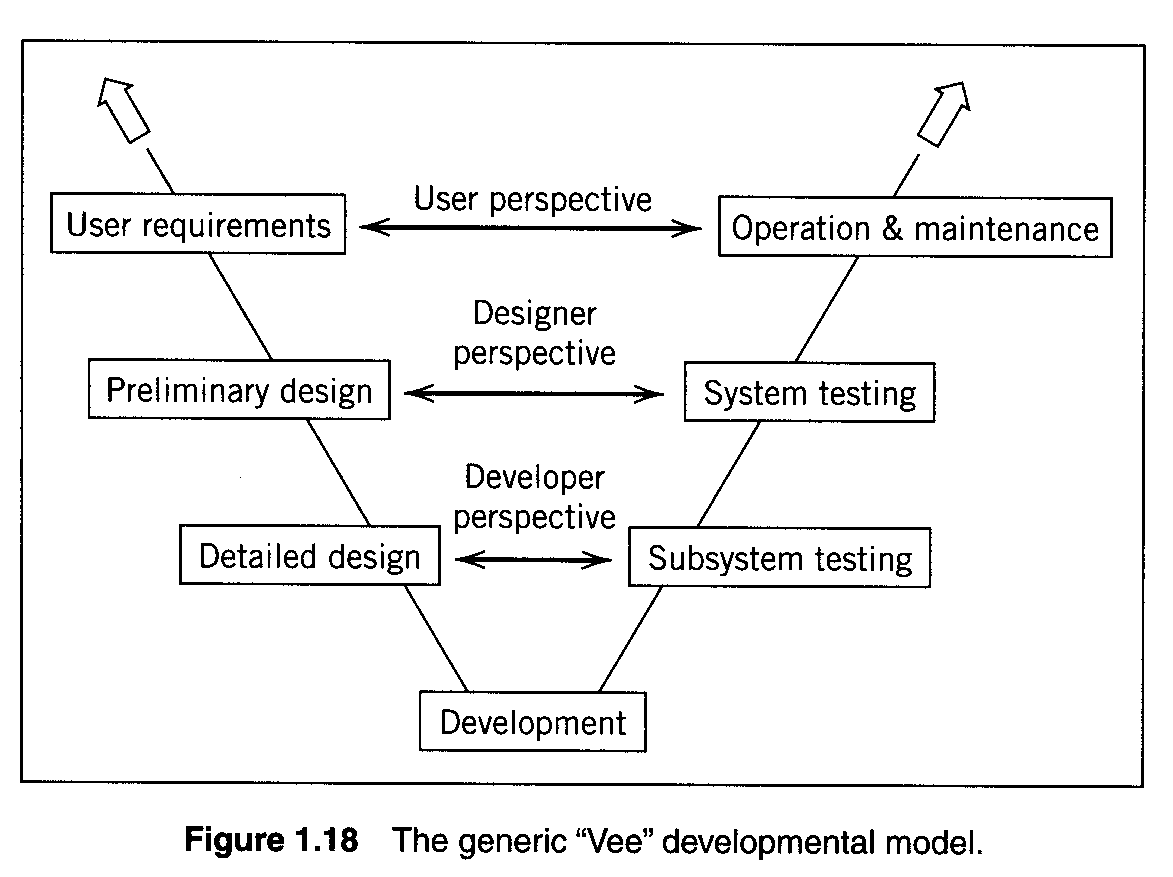 User perspective
User requirements
Operation & maintenance
Designer
perspective
Preliminary design
System testing
Developer
perspective
Detailed design
Subsystem testing
Development
Figure 1.18 The generic “Vee” developmental model.